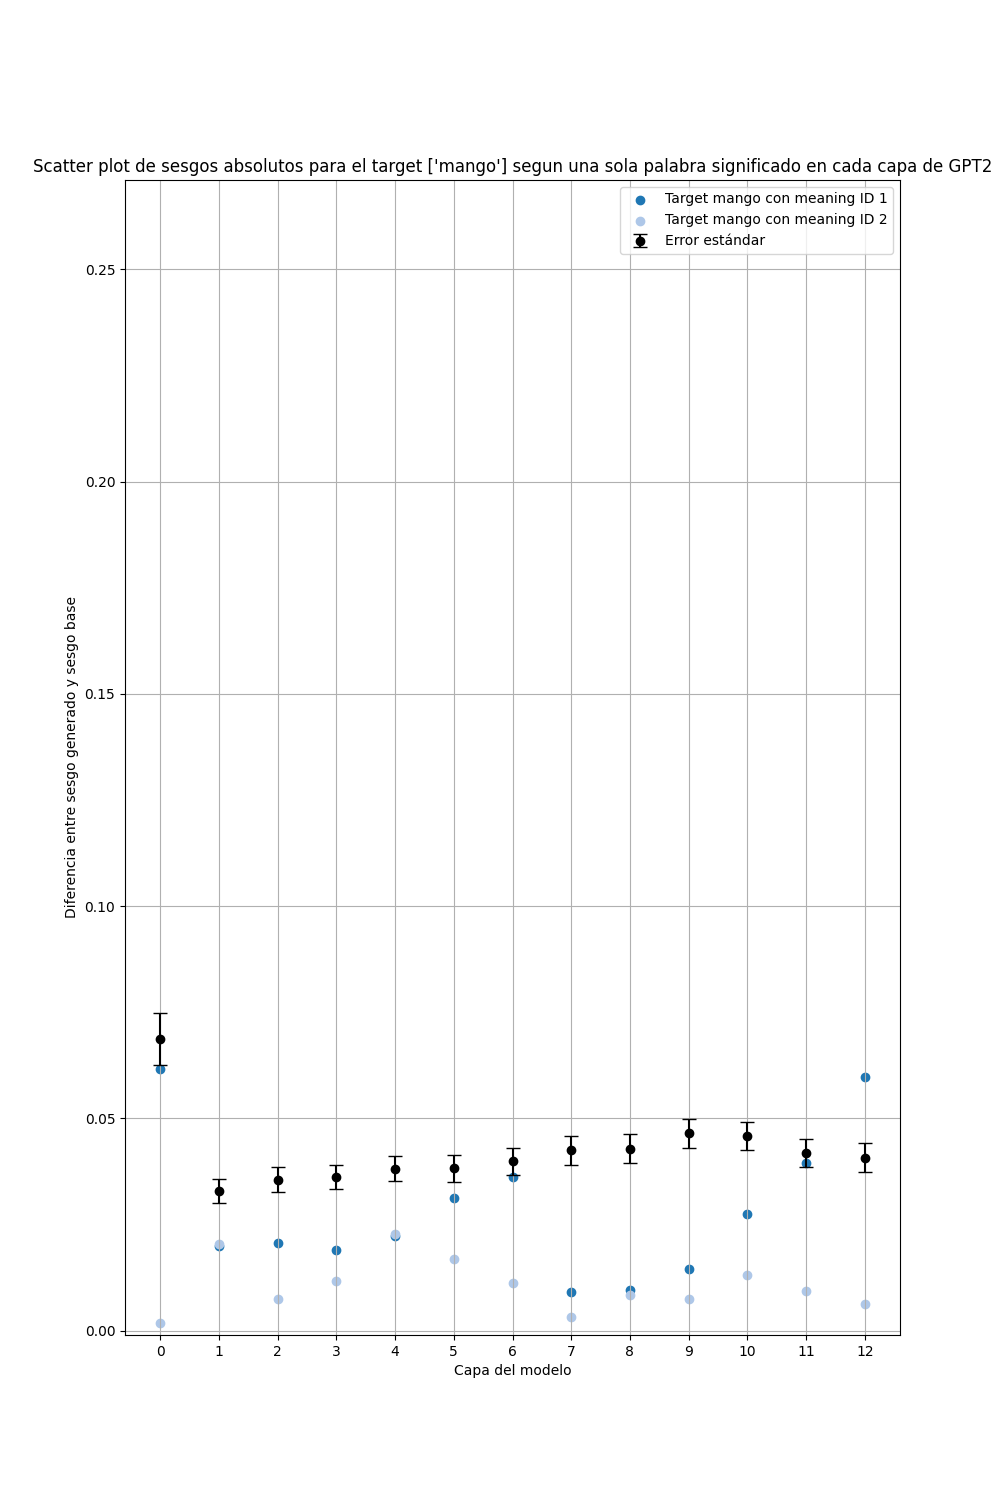 Scatter plot de sesgos absolutos para el target ['mango'] segun una sola palabra significado en cada capa de GPT2
Target mango con meaning ID 1
Target mango con meaning ID 2
Error estándar
0.25
0.20
0.15
0.10
0.05
0.00
Diferencia entre sesgo generado y sesgo base
0 1 2 3 4 5 6 7 8 9 10 11 12
Capa del modelo